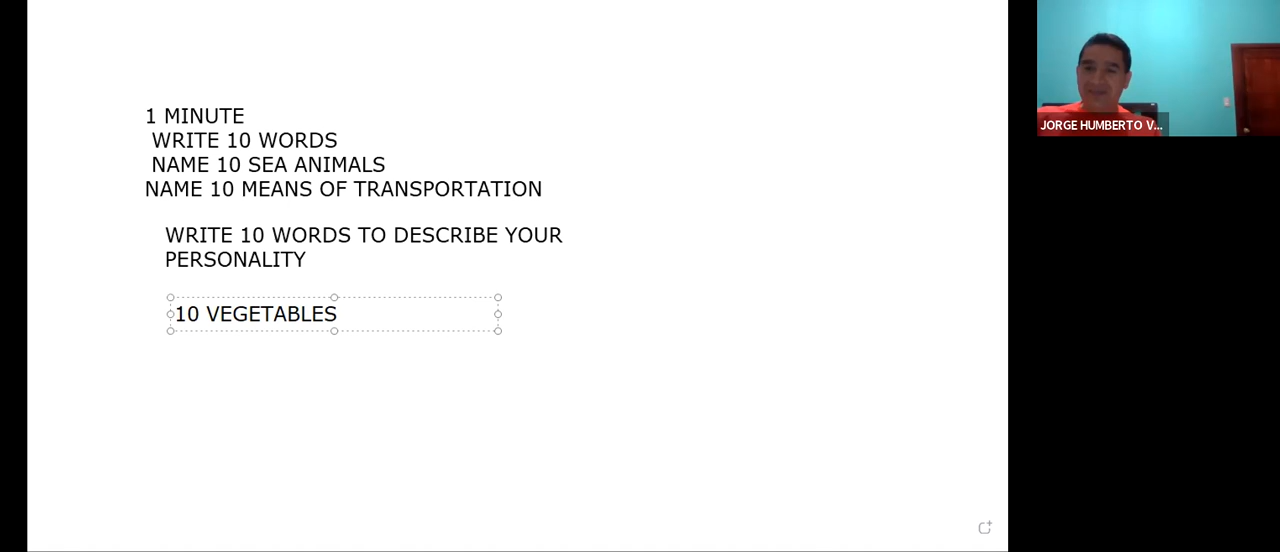 1 MINUTE
WRITE 10 WORDS
NAME 10 SEA ANIMALS
NAME 10 MEANS OF TRANSPORTATION
WRITE 10 WORDS TO DESCRIBE YOUR
PERSONALITY
10 VEGETABLES
JORGE HUMBERTO V...